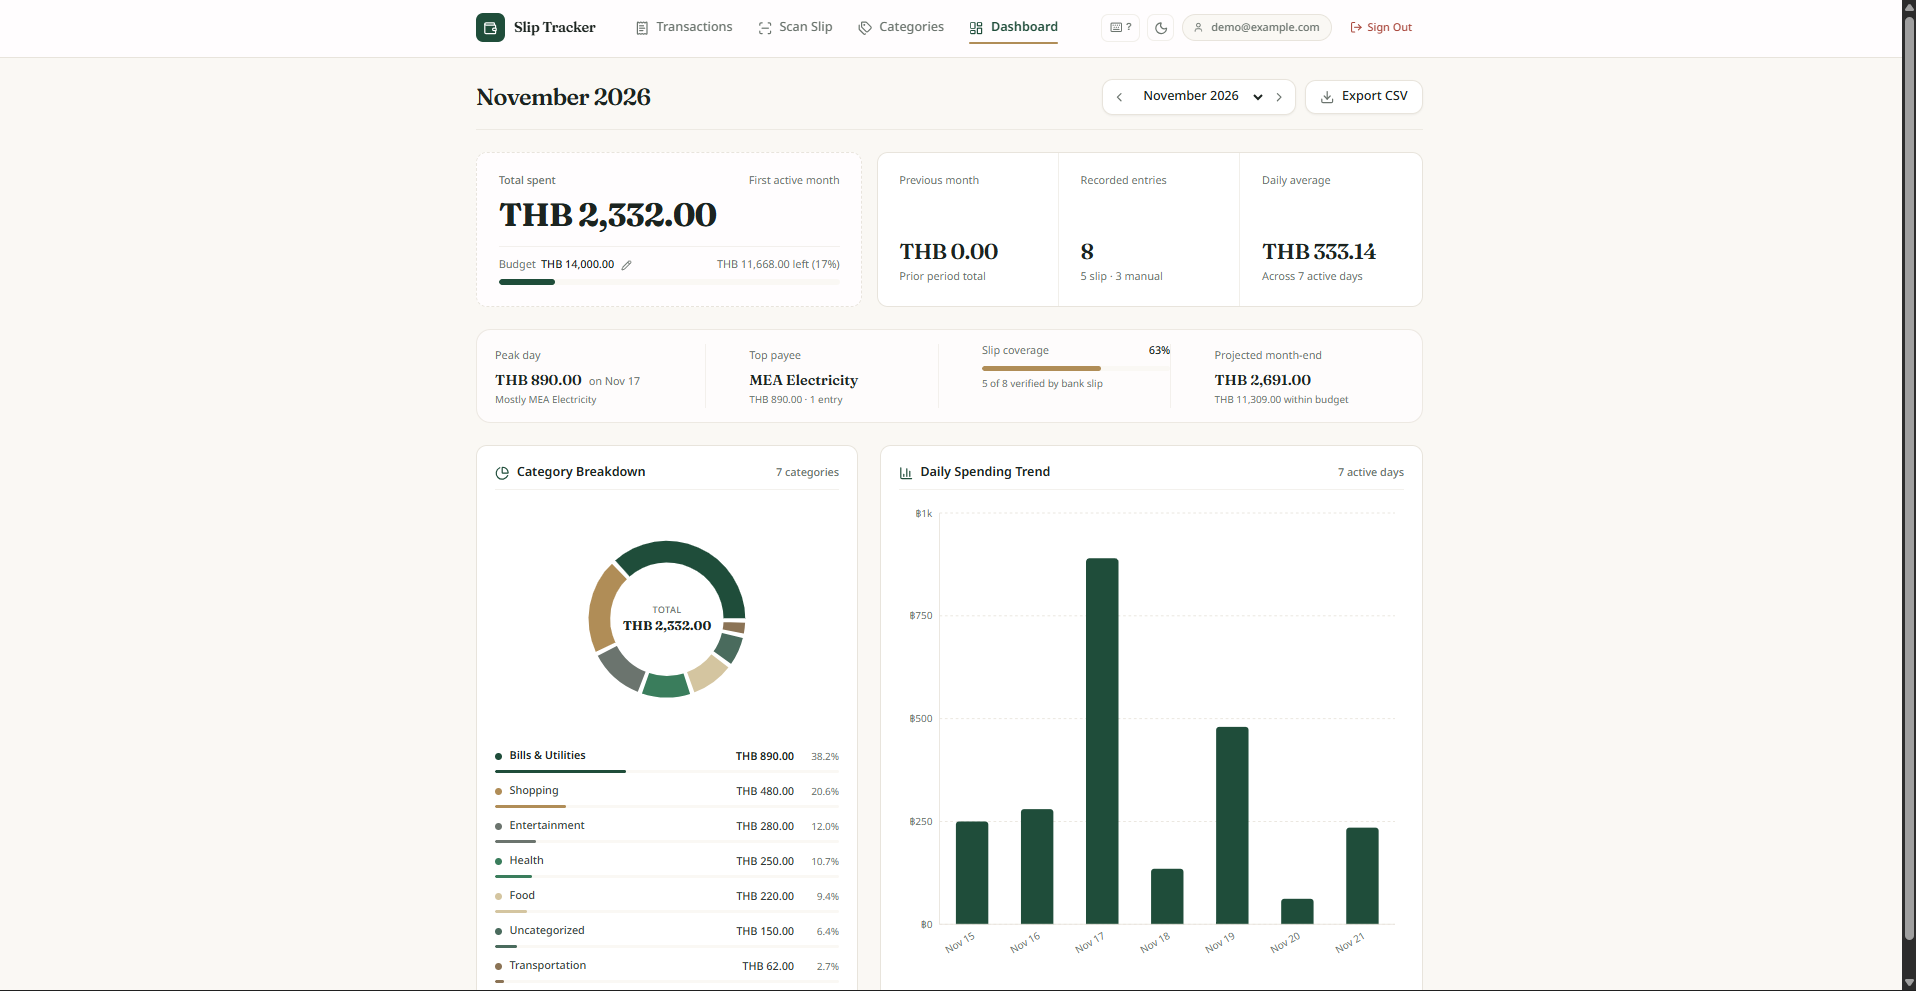 Slip Tracker
Transactions
Scan Slip
Categories
Dashboard
?
demo@example.com
Sign Out
November 2026
November 2026
Export CSV
Total spent
First active month
THB 2,332.00
Budget THB 14,000.00
THB 11,668.00 left (17%)
Previous month
THB 0.00
Prior period total
Recorded entries
8
5 slip · 3 manual
Daily average
THB 333.14
Across 7 active days
Peak day
THB 890.00 on Nov 17
Mostly MEA Electricity
Top payee
MEA Electricity
THB 890.00 · 1 entry
Slip coverage
63%
5 of 8 verified by bank slip
Projected month-end
THB 2,691.00
THB 11,309.00 within budget
Category Breakdown
7 categories
TOTAL
THB 2,332.00
Bills & Utilities THB 890.00 38.2%
Shopping THB 480.00 20.6%
Entertainment THB 280.00 12.0%
Health THB 250.00 10.7%
Food THB 220.00 9.4%
Uncategorized THB 150.00 6.4%
Transportation THB 62.00 2.7%
Daily Spending Trend
7 active days
฿1k
฿750
฿500
฿250
฿0
Nov 15
Nov 16
Nov 17
Nov 18
Nov 19
Nov 20
Nov 21